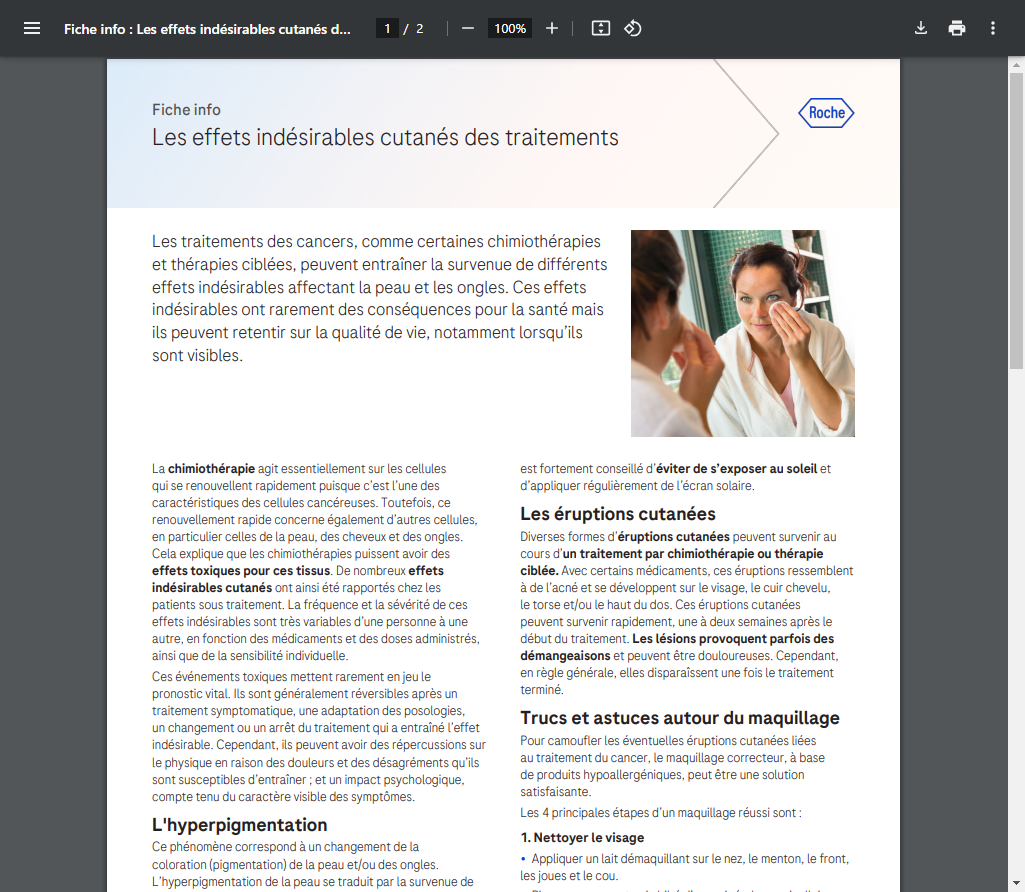 Fiche info : Les effets indésirables cutanés d...
1 / 2
100%
Fiche info
Les effets indésirables cutanés des traitements
Roche
Les traitements des cancers, comme certaines chimiothérapies
et thérapies ciblées, peuvent entraîner la survenue de différents
effets indésirables affectant la peau et les ongles. Ces effets
indésirables ont rarement des conséquences pour la santé mais
ils peuvent retentir sur la qualité de vie, notamment lorsqu'ils
sont visibles.
La chimiothérapie agit essentiellement sur les cellules
qui se renouvellent rapidement puisque c'est l'une des
caractéristiques des cellules cancéreuses. Toutefois, ce
renouvellement rapide concerne également d'autres cellules,
en particulier celles de la peau, des cheveux et des ongles.
Cela explique que les chimiothérapies puissent avoir des
effets toxiques pour ces tissus. De nombreux effets
indésirables cutanés ont ainsi été rapportés chez les
patients sous traitement. La fréquence et la sévérité de ces
effets indésirables sont très variables d'une personne à une
autre, en fonction des médicaments et des doses administrés,
ainsi que de la sensibilité individuelle.
Ces événements toxiques mettent rarement en jeu le
pronostic vital. Ils sont généralement réversibles après un
traitement symptomatique, une adaptation des posologies,
un changement ou un arrêt du traitement qui a entraîné l'effet
indésirable. Cependant, ils peuvent avoir des répercussions sur
le physique en raison des douleurs et des désagréments qu'ils
sont susceptibles d'entraîner ; et un impact psychologique,
compte tenu du caractère visible des symptômes.
L'hyperpigmentation
Ce phénomène correspond à un changement de la
coloration (pigmentation) de la peau et/ou des ongles.
L'hyperpigmentation de la peau se traduit par la survenue de
est fortement conseillé d'éviter de s'exposer au soleil et
d'appliquer régulièrement de l'écran solaire.
Les éruptions cutanées
Diverses formes d'éruptions cutanées peuvent survenir au
cours d'un traitement par chimiothérapie ou thérapie
ciblée. Avec certains médicaments, ces éruptions ressemblent
à de l'acné et se développent sur le visage, le cuir chevelu,
le torse et/ou le haut du dos. Ces éruptions cutanées
peuvent survenir rapidement, une à deux semaines après le
début du traitement. Les lésions provoquent parfois des
démangeaisons et peuvent être douloureuses. Cependant,
en règle générale, elles disparaîssent une fois le traitement
terminé.
Trucs et astuces autour du maquillage
Pour camoufler les éventuelles éruptions cutanées liées
au traitement du cancer, le maquillage correcteur, à base
de produits hypoallergéniques, peut être une solution
satisfaisante.
Les 4 principales étapes d'un maquillage réussi sont :
1. Nettoyer le visage
• Appliquer un lait démaquillant sur le nez, le menton, le front,
les joues et le cou.